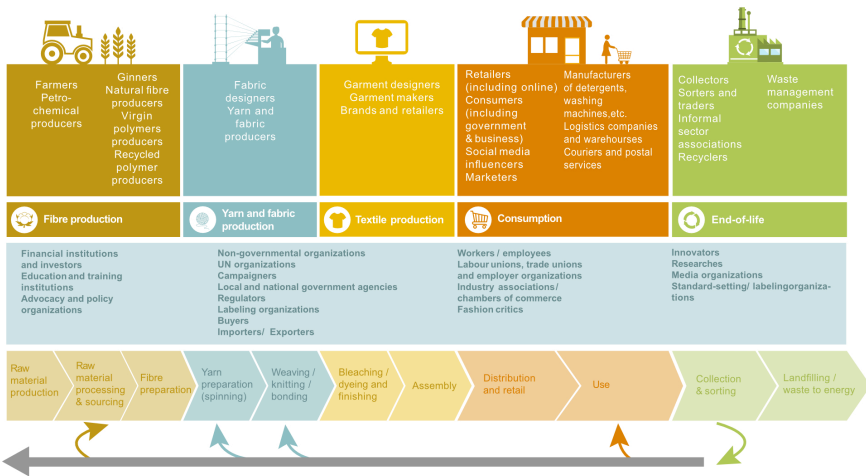 Farmers
Petro-
chemical
producers
Ginners
Natural fibre
producers
Virgin
polymers
producers
Recycled
polymer
producers
Fabric
designers
Yarn and
fabric
producers
Garment designers
Garment makers
Brands and retailers
Retailers
(including online)
Consumers
(including
government
& business)
Social media
influencers
Marketers
Manufacturers
of detergents,
washing
machines,etc.
Logistics companies
and warehourses
Couriers and postal
services
Collectors
Sorters and
traders
Informal
sector
associations
Recyclers
Waste
management
companies
Fibre production
Yarn and fabric
production
Textile production
Consumption
End-of-life
Financial institutions
and investors
Education and training
institutions
Advocacy and policy
organizations
Non-governmental organizations
UN organizations
Campaigners
Local and national government agencies
Regulators
Labeling organizations
Buyers
Importers/ Exporters
Workers / employees
Labour unions, trade unions
and employer organizations
Industry associations/
chambers of commerce
Fashion critics
Innovators
Researches
Media organizations
Standard-setting/ labelingorganiza-
tions
Raw
material
production
Raw
material
processing
& sourcing
Fibre
preparation
Yarn
preparation
(spinning)
Weaving /
knitting /
bonding
Bleaching /
dyeing and
finishing
Assembly
Distribution
and retail
Use
Collection
& sorting
Landfilling /
waste to energy